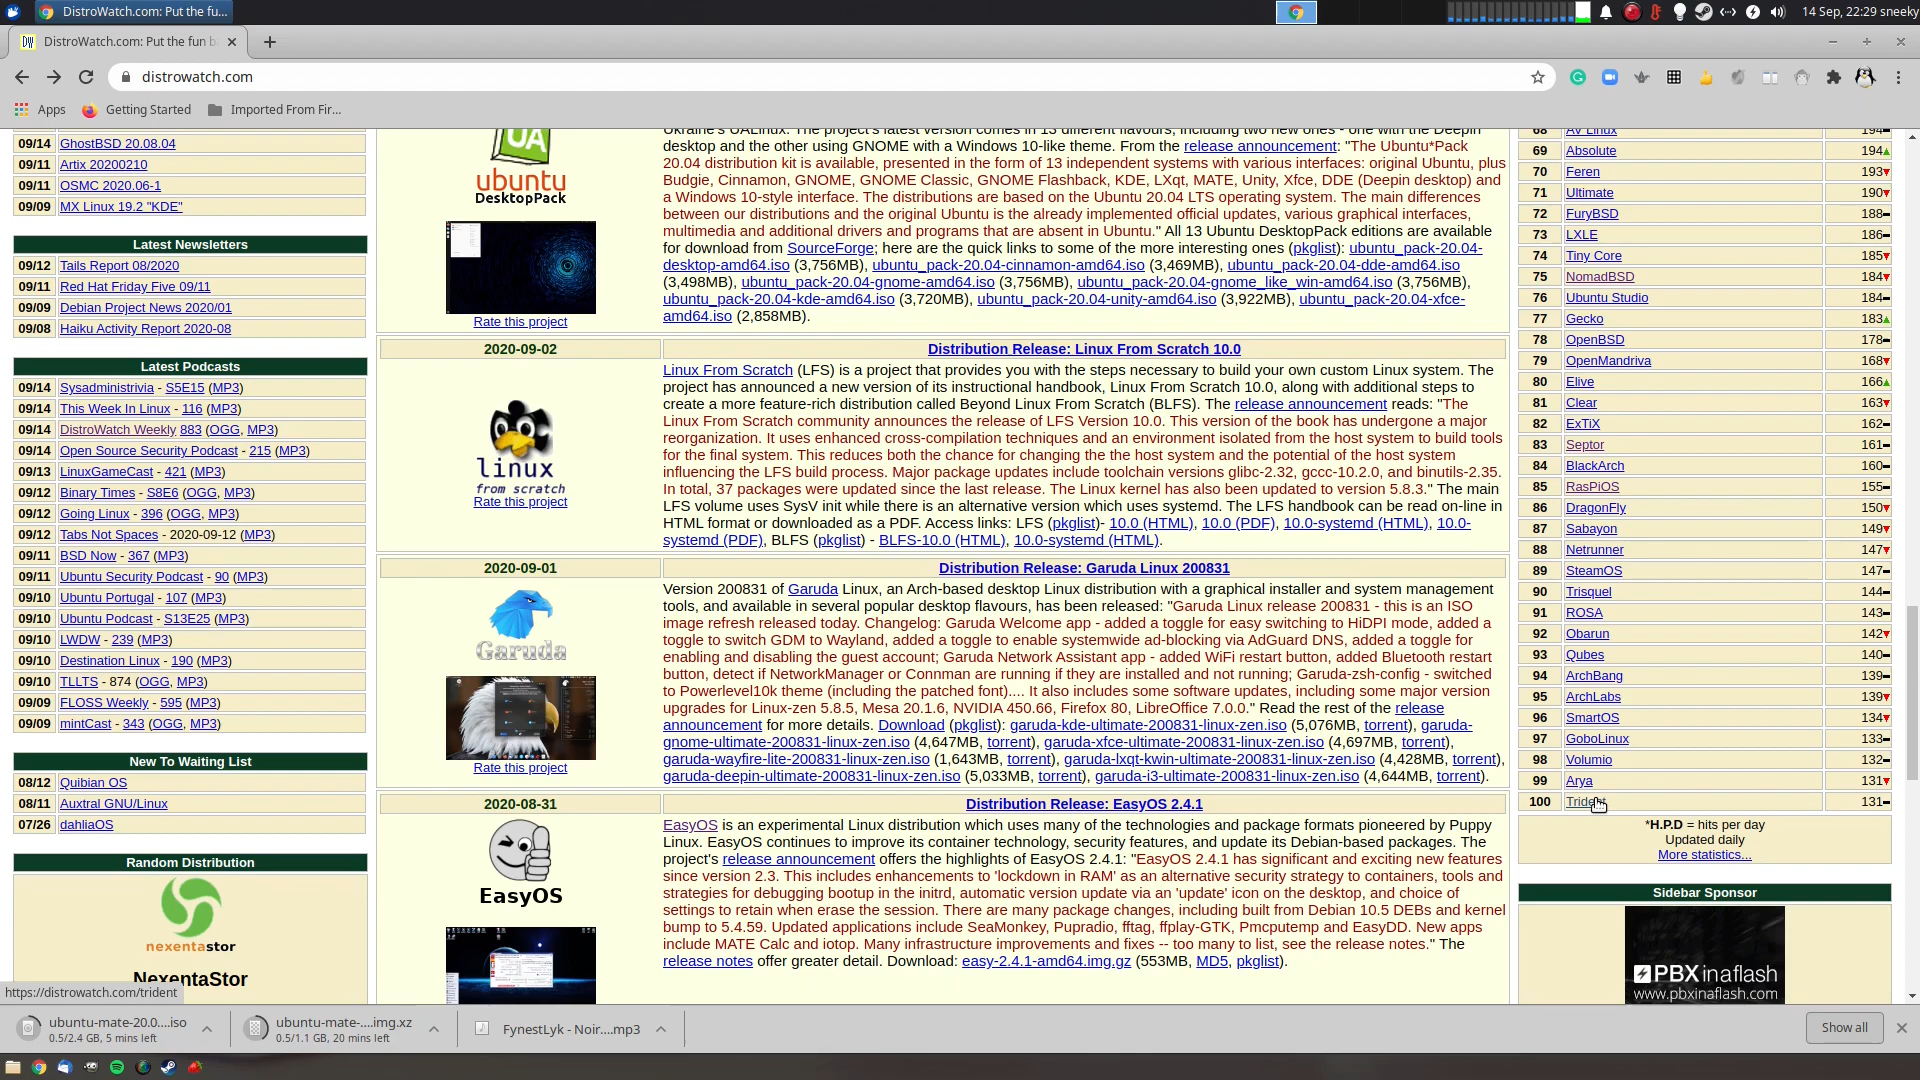 DistroWatch.com: Put the fu...
14 Sep, 22:29 sneeky
DistroWatch.com: Put the fun b
distrowatch.com
Apps
Getting Started
Imported From Fir...
09/14 GhostBSD 20.08.04
09/11 Artix 20200210
09/11 OSMC 2020.06-1
09/09 MX Linux 19.2 "KDE"
Latest Newsletters
09/12 Tails Report 08/2020
09/11 Red Hat Friday Five 09/11
09/09 Debian Project News 2020/01
09/08 Haiku Activity Report 2020-08
Latest Podcasts
09/14 Sysadministrivia - S5E15 (MP3)
09/14 This Week In Linux - 116 (MP3)
09/14 DistroWatch Weekly 883 (OGG, MP3)
09/14 Open Source Security Podcast - 215 (MP3)
09/13 LinuxGameCast - 421 (MP3)
09/12 Binary Times - S8E6 (OGG, MP3)
09/12 Going Linux - 396 (OGG, MP3)
09/12 Tabs Not Spaces - 2020-09-12 (MP3)
09/11 BSD Now - 367 (MP3)
09/11 Ubuntu Security Podcast - 90 (MP3)
09/10 Ubuntu Portugal - 107 (MP3)
09/10 Ubuntu Podcast - S13E25 (MP3)
09/10 LWDW - 239 (MP3)
09/10 Destination Linux - 190 (MP3)
09/10 TLLTS - 874 (OGG, MP3)
09/09 FLOSS Weekly - 595 (MP3)
09/09 mintCast - 343 (OGG, MP3)
New To Waiting List
08/12 Quibian OS
08/11 Auxtral GNU/Linux
07/26 dahliaOS
Random Distribution
nexentastor
NexentaStor
https://distrowatch.com/trident
UA
ubuntu
DesktopPack
Rate this project
Ukraine's UALinux. The project's latest version comes in 13 different flavours, including two new ones - one with the Deepin
desktop and the other using GNOME with a Windows 10-like theme. From the release announcement: "The Ubuntu*Pack
20.04 distribution kit is available, presented in the form of 13 independent systems with various interfaces: original Ubuntu, plus
Budgie, Cinnamon, GNOME, GNOME Classic, GNOME Flashback, KDE, LXqt, MATE, Unity, Xfce, DDE (Deepin desktop) and
a Windows 10-style interface. The distributions are based on the Ubuntu 20.04 LTS operating system. The main differences
between our distributions and the original Ubuntu is the already implemented official updates, various graphical interfaces,
multimedia and additional drivers and programs that are absent in Ubuntu." All 13 Ubuntu DesktopPack editions are available
for download from SourceForge; here are the quick links to some of the more interesting ones (pkglist): ubuntu_pack-20.04-
desktop-amd64.iso (3,756MB), ubuntu_pack-20.04-cinnamon-amd64.iso (3,469MB), ubuntu_pack-20.04-dde-amd64.iso
(3,498MB), ubuntu_pack-20.04-gnome-amd64.iso (3,756MB), ubuntu_pack-20.04-gnome_like_win-amd64.iso (3,756MB),
ubuntu_pack-20.04-kde-amd64.iso (3,720MB), ubuntu_pack-20.04-unity-amd64.iso (3,922MB), ubuntu_pack-20.04-xfce-
amd64.iso (2,858MB).
2020-09-02
Distribution Release: Linux From Scratch 10.0
linux
from scratch
Rate this project
Linux From Scratch (LFS) is a project that provides you with the steps necessary to build your own custom Linux system. The
project has announced a new version of its instructional handbook, Linux From Scratch 10.0, along with additional steps to
create a more feature-rich distribution called Beyond Linux From Scratch (BLFS). The release announcement reads: "The
Linux From Scratch community announces the release of LFS Version 10.0. This version of the book has undergone a major
reorganization. It uses enhanced cross-compilation techniques and an environment isolated from the host system to build tools
for the final system. This reduces both the chance for changing the the host system and the potential of the host system
influencing the LFS build process. Major package updates include toolchain versions glibc-2.32, gccc-10.2.0, and binutils-2.35.
In total, 37 packages were updated since the last release. The Linux kernel has also been updated to version 5.8.3." The main
LFS volume uses SysV init while there is an alternative version which uses systemd. The LFS handbook can be read on-line in
HTML format or downloaded as a PDF. Access links: LFS (pkglist)- 10.0 (HTML), 10.0 (PDF), 10.0-systemd (HTML), 10.0-
systemd (PDF), BLFS (pkglist) - BLFS-10.0 (HTML), 10.0-systemd (HTML).
2020-09-01
Distribution Release: Garuda Linux 200831
Garuda
Rate this project
Version 200831 of Garuda Linux, an Arch-based desktop Linux distribution with a graphical installer and system management
tools, and available in several popular desktop flavours, has been released: "Garuda Linux release 200831 - this is an ISO
image refresh released today. Changelog: Garuda Welcome app - added a toggle for easy switching to HiDPI mode, added a
toggle to switch GDM to Wayland, added a toggle to enable systemwide ad-blocking via AdGuard DNS, added a toggle for
enabling and disabling the guest account; Garuda Network Assistant app - added WiFi restart button, added Bluetooth restart
button, detect if NetworkManager or Connman are running if they are installed and not running; Garuda-zsh-config - switched
to Powerlevel10k theme (including the patched font).... It also includes some software updates, including some major version
upgrades for Linux-zen 5.8.5, Mesa 20.1.6, NVIDIA 450.66, Firefox 80, LibreOffice 7.0.0." Read the rest of the release
announcement for more details. Download (pkglist): garuda-kde-ultimate-200831-linux-zen.iso (5,076MB, torrent), garuda-
gnome-ultimate-200831-linux-zen.iso (4,647MB, torrent), garuda-xfce-ultimate-200831-linux-zen.iso (4,697MB, torrent),
garuda-wayfire-lite-200831-linux-zen.iso (1,643MB, torrent), garuda-lxqt-kwin-ultimate-200831-linux-zen.iso (4,428MB, torrent),
garuda-deepin-ultimate-200831-linux-zen.iso (5,033MB, torrent), garuda-i3-ultimate-200831-linux-zen.iso (4,644MB, torrent).
2020-08-31
Distribution Release: EasyOS 2.4.1
EasyOS
EasyOS is an experimental Linux distribution which uses many of the technologies and package formats pioneered by Puppy
Linux. EasyOS continues to improve its container technology, security features, and update its Debian-based packages. The
project's release announcement offers the highlights of EasyOS 2.4.1: "EasyOS 2.4.1 has significant and exciting new features
since version 2.3. This includes enhancements to 'lockdown in RAM' as an alternative security strategy to containers, tools and
strategies for debugging bootup in the initrd, automatic version update via an 'update' icon on the desktop, and choice of
settings to retain when erase the session. There are many package changes, including built from Debian 10.5 DEBs and kernel
bump to 5.4.59. Updated applications include SeaMonkey, Pupradio, fftag, ffplay-GTK, Pmcputemp and EasyDD. New apps
include MATE Calc and iotop. Many infrastructure improvements and fixes -- too many to list, see the release notes." The
release notes offer greater detail. Download: easy-2.4.1-amd64.img.gz (553MB, MD5, pkglist).
68 AV Linux 194
69 Absolute 194
70 Feren 193
71 Ultimate 190
72 FuryBSD 188
73 LXLE 186
74 Tiny Core 185
75 NomadBSD 184
76 Ubuntu Studio 184
77 Gecko 183
78 OpenBSD 178
79 OpenMandriva 168
80 Elive 166
81 Clear 163
82 ExTiX 162
83 Septor 161
84 BlackArch 160
85 RasPiOS 155
86 DragonFly 150
87 Sabayon 149
88 Netrunner 147
89 SteamOS 147
90 Trisquel 144
91 ROSA 143
92 Obarun 142
93 Qubes 140
94 ArchBang 139
95 ArchLabs 139
96 SmartOS 134
97 GoboLinux 133
98 Volumio 132
99 Arya 131
100 Trident 131
*H.P.D = hits per day
Updated daily
More statistics...
Sidebar Sponsor
PBXinaflash
www.pbxinaflash.com
ubuntu-mate-20.0....iso
0.5/2.4 GB, 5 mins left
ubuntu-mate-....img.xz
0.5/1.1 GB, 20 mins left
FynestLyk - Noir....mp3
Show all